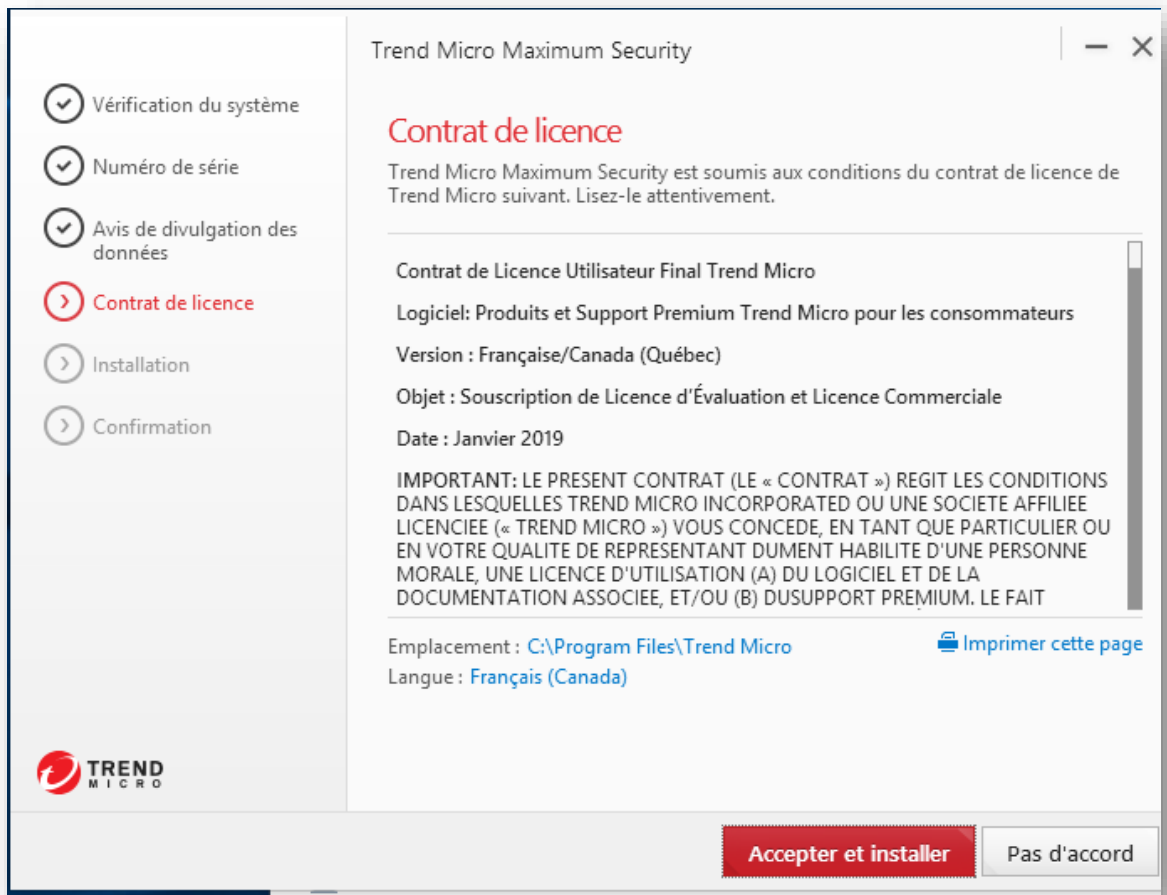 Trend Micro Maximum Security
Vérification du système
Numéro de série
Avis de divulgation des
données
Contrat de licence
Installation
Confirmation
Contrat de licence
Trend Micro Maximum Security est soumis aux conditions du contrat de licence de
Trend Micro suivant. Lisez-le attentivement.
Contrat de Licence Utilisateur Final Trend Micro
Logiciel: Produits et Support Premium Trend Micro pour les consommateurs
Version : Française/Canada (Québec)
Objet : Souscription de Licence d'Évaluation et Licence Commerciale
Date : Janvier 2019
IMPORTANT: LE PRESENT CONTRAT (LE « CONTRAT ») REGIT LES CONDITIONS
DANS LESQUELLES TREND MICRO INCORPORATED OU UNE SOCIETE AFFILIEE
LICENCIEE (« TREND MICRO ») VOUS CONCEDE, EN TANT QUE PARTICULIER OU
EN VOTRE QUALITE DE REPRESENTANT DUMENT HABILITE D'UNE PERSONNE
MORALE, UNE LICENCE D'UTILISATION (A) DU LOGICIEL ET DE LA
DOCUMENTATION ASSOCIEE, ET/OU (B) DUSUPPORT PREMIUM. LE FAIT
Emplacement : C:\Program Files\Trend Micro
Imprimer cette page
Langue : Français (Canada)
TREND
MICRO
Accepter et installer
Pas d'accord